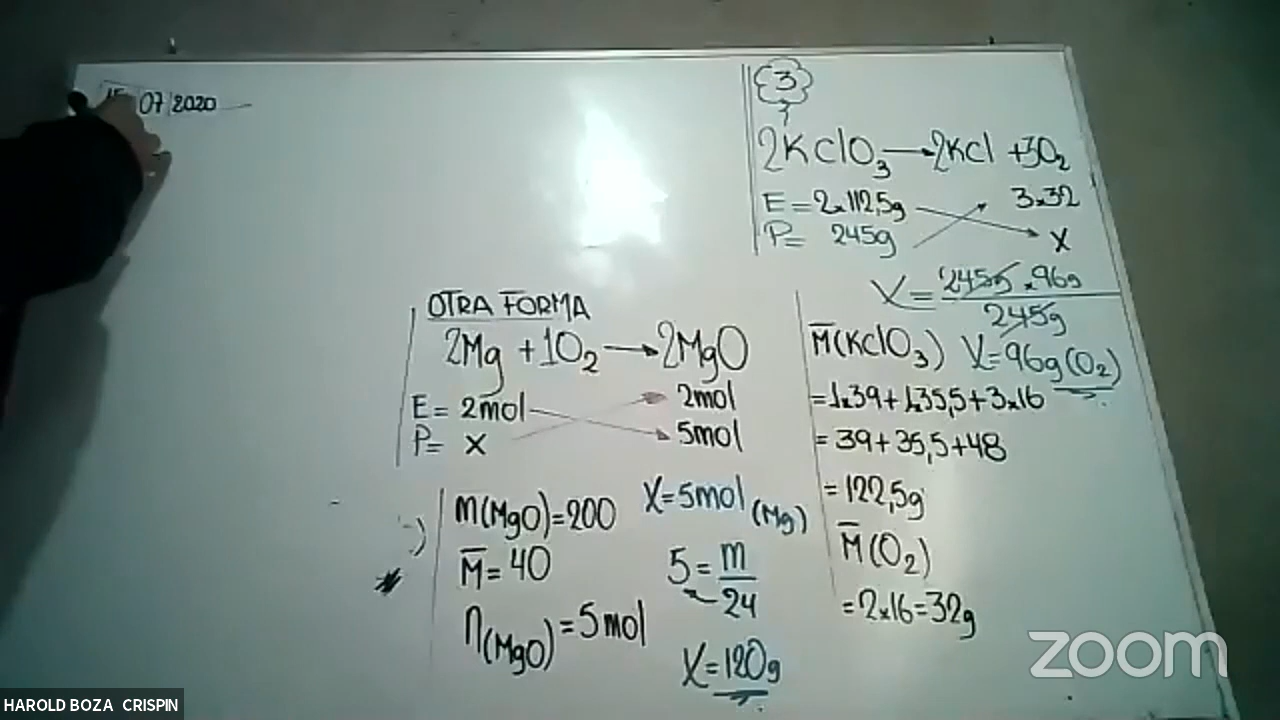 07/2020
3
2KClO₃ → 2KCl + 3O₂
E = 2x112,5g 3x32
P = 245g X
X = 245g x 96g
245g
X = 96g (O₂)
OTRA FORMA
2Mg + 1O₂ → 2MgO
E = 2mol 2mol
P = X 5mol
X = 5mol (Mg)
m(MgO) = 200
M̅ = 40
n(MgO) = 5mol
5 = m
24
X = 120g
M̅(KClO₃)
= 1x39 + 1x35,5 + 3x16
= 39 + 35,5 + 48
= 122,5g
M̅(O₂)
= 2x16 = 32g
zoom
HAROLD BOZA CRISPIN